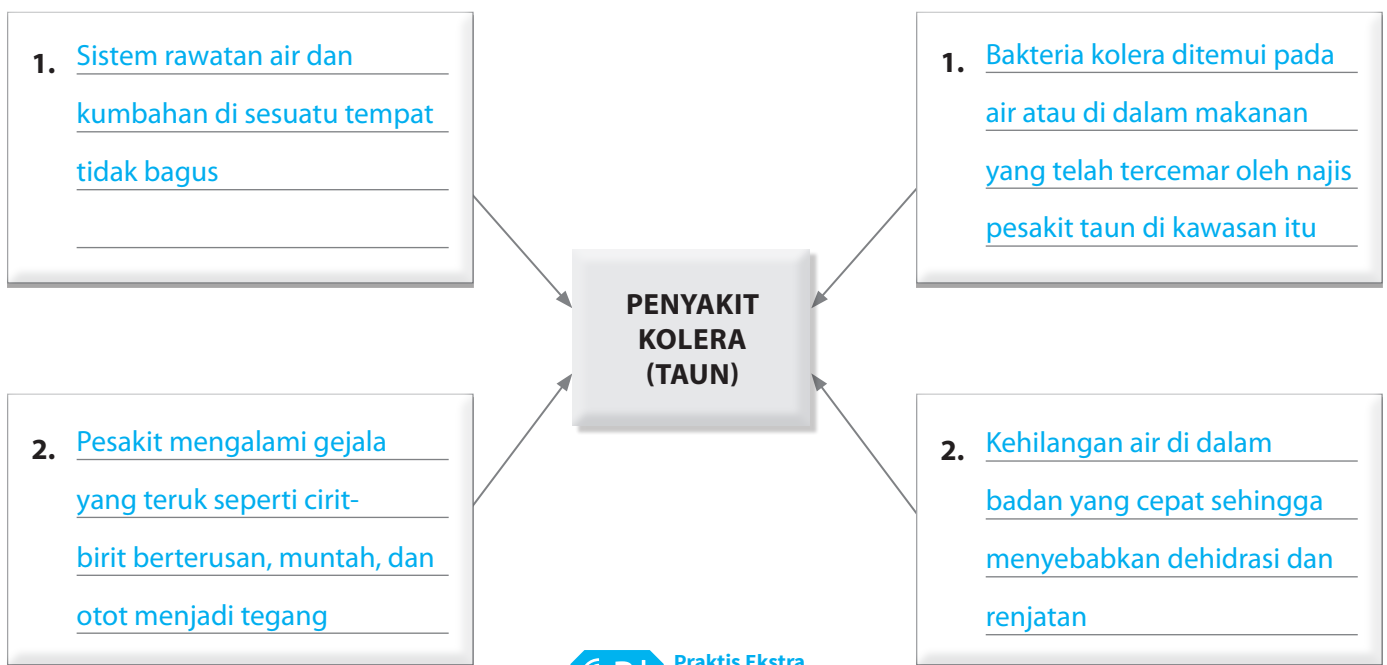 1. Sistem rawatan air dan
kumbahan di sesuatu tempat
tidak bagus
1. Bakteria kolera ditemui pada
air atau di dalam makanan
yang telah tercemar oleh najis
pesakit taun di kawasan itu
PENYAKIT
KOLERA
(TAUN)
2. Pesakit mengalami gejala
yang teruk seperti cirit-
birit berterusan, muntah, dan
otot menjadi tegang
2. Kehilangan air di dalam
badan yang cepat sehingga
menyebabkan dehidrasi dan
renjatan
Praktis Ekstra